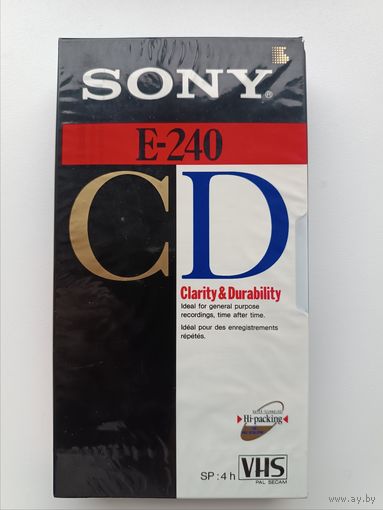 SONY®
E-240
CD
Clarity & Durability
Ideal for general purpose
recordings, time after time.
Idéal pour des enregistrements
répétés.
Hi-packing
SP : 4 h
VHS
PAL SECAM
www.ay.by